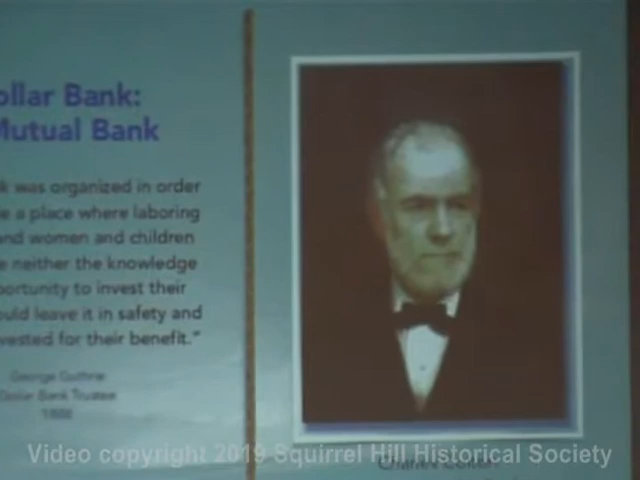 ollar Bank:
Mutual Bank
k was organized in order
e a place where laboring
and women and children
e neither the knowledge
portunity to invest their
ould leave it in safety and
vested for their benefit."
George Guthrie
Dollar Bank Trustee
Video copyright 2019 Squirrel Hill Historical Society